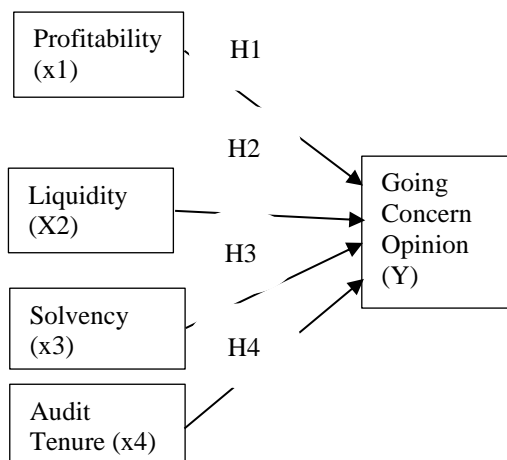 Profitability
(x1)
H1
H2
Liquidity
(X2)
Going
Concern
Opinion
(Y)
H3
Solvency
(x3)
H4
Audit
Tenure (x4)